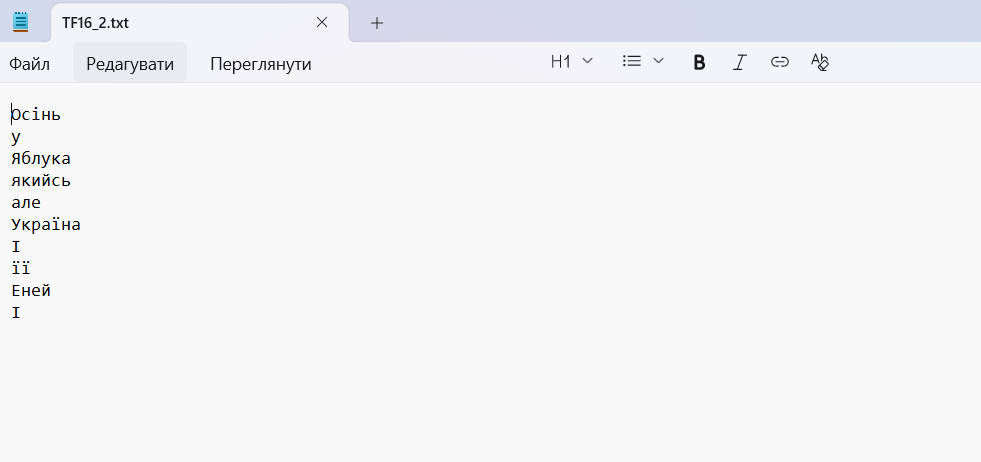 TF16_2.txt
Файл Редагувати Переглянути H1 B I
Осінь
у
Яблука
якийсь
але
Україна
І
її
Еней
І